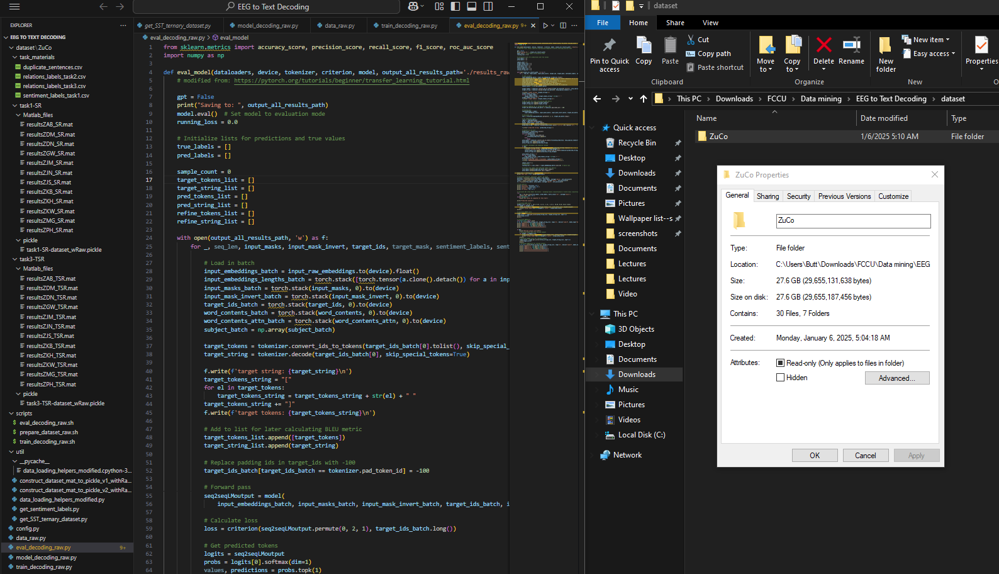 EEG to Text Decoding
EXPLORER
EEG TO TEXT DECODING
dataset\ZuCo
task_materials
duplicate_sentences.csv
relations_labels_task2.csv
relations_labels_task3.csv
sentiment_labels_task1.csv
task1-SR
Matlab_files
resultsZAB_SR.mat
resultsZDM_SR.mat
resultsZDN_SR.mat
resultsZGW_SR.mat
resultsZJM_SR.mat
resultsZJN_SR.mat
resultsZJS_SR.mat
resultsZKB_SR.mat
resultsZKH_SR.mat
resultsZKW_SR.mat
resultsZMG_SR.mat
resultsZPH_SR.mat
pickle
task1-SR-dataset_wRaw.pickle
task3-TSR
Matlab_files
resultsZAB_TSR.mat
resultsZDM_TSR.mat
resultsZDN_TSR.mat
resultsZGW_TSR.mat
resultsZJM_TSR.mat
resultsZJN_TSR.mat
resultsZJS_TSR.mat
resultsZKB_TSR.mat
resultsZKH_TSR.mat
resultsZKW_TSR.mat
resultsZMG_TSR.mat
resultsZPH_TSR.mat
pickle
task3-TSR-dataset_wRaw.pickle
scripts
$ eval_decoding_raw.sh
$ prepare_dataset_raw.sh
$ train_decoding_raw.sh
util
__pycache__
data_loading_helpers_modified.cpython-3...
construct_dataset_mat_to_pickle_v1_withRa...
construct_dataset_mat_to_pickle_v2_withRa...
data_loading_helpers_modified.py
get_sentiment_labels.py
get_SST_ternary_dataset.py
config.py
data_raw.py
eval_decoding_raw.py 9+
model_decoding_raw.py
train_decoding_raw.py
get_SST_ternary_dataset.py model_decoding_raw.py data_raw.py train_decoding_raw.py eval_decoding_raw.py 9+
eval_decoding_raw.py > eval_model
1 from sklearn.metrics import accuracy_score, precision_score, recall_score, f1_score, roc_auc_score
2 import numpy as np
3
4 def eval_model(dataloaders, device, tokenizer, criterion, model, output_all_results_path='./results_raw
5 # modified from: https://pytorch.org/tutorials/beginner/transfer_learning_tutorial.html
6
7 gpt = False
8 print("Saving to: ", output_all_results_path)
9 model.eval() # Set model to evaluation mode
10 running_loss = 0.0
11
12 # Initialize lists for predictions and true values
13 true_labels = []
14 pred_labels = []
15
16 sample_count = 0
17 target_tokens_list = []
18 target_string_list = []
19 pred_tokens_list = []
20 pred_string_list = []
21 refine_tokens_list = []
22 refine_string_list = []
23
24 with open(output_all_results_path, 'w') as f:
25 for _, seq_len, input_masks, input_mask_invert, target_ids, target_mask, sentiment_labels, sent
26
27 # Load in batch
28 input_embeddings_batch = input_raw_embeddings.to(device).float()
29 input_embeddings_lengths_batch = torch.stack([torch.tensor(a.clone().detach()) for a in inp
30 input_masks_batch = torch.stack(input_masks, 0).to(device)
31 input_mask_invert_batch = torch.stack(input_mask_invert, 0).to(device)
32 target_ids_batch = torch.stack(target_ids, 0).to(device)
33 word_contents_batch = torch.stack(word_contents, 0).to(device)
34 word_contents_attn_batch = torch.stack(word_contents_attn, 0).to(device)
35 subject_batch = np.array(subject_batch)
36
37 target_tokens = tokenizer.convert_ids_to_tokens(target_ids_batch[0].tolist(), skip_special_
38 target_string = tokenizer.decode(target_ids_batch[0], skip_special_tokens=True)
39
40 f.write(f'target string: {target_string}\n')
41 target_tokens_string = "["
42 for el in target_tokens:
43 target_tokens_string = target_tokens_string + str(el) + " "
44 target_tokens_string += "]"
45 f.write(f'target tokens: {target_tokens_string}\n')
46
47 # Add to list for later calculating BLEU metric
48 target_tokens_list.append([target_tokens])
49 target_string_list.append(target_string)
50
51 # Replace padding ids in target_ids with -100
52 target_ids_batch[target_ids_batch == tokenizer.pad_token_id] = -100
53
54 # Forward pass
55 seq2seqLMoutput = model(
56 input_embeddings_batch, input_masks_batch, input_mask_invert_batch, target_ids_batch, i
57
58 # Calculate loss
59 loss = criterion(seq2seqLMoutput.permute(0, 2, 1), target_ids_batch.long())
60
61 # Get predicted tokens
62 logits = seq2seqLMoutput
63 probs = logits[0].softmax(dim=1)
64 values, predictions = probs.topk(1)
dataset
File Home Share View
Pin to Quick access
Copy
Paste
Cut
Copy path
Paste shortcut
Clipboard
Move to
Copy to
Delete
Rename
Organize
New folder
New item
Easy access
New
Properties
O
This PC > Downloads > FCCU > Data mining > EEG to Text Decoding > dataset
Quick access
Recycle Bin
Desktop
Downloads
Documents
Pictures
Wallpaper list--s
screenshots
Documents
Lectures
Lectures
Video
This PC
3D Objects
Desktop
Documents
Downloads
Music
Pictures
Videos
Local Disk (C:)
Network
Name Date modified Type
ZuCo 1/6/2025 5:10 AM File folder
ZuCo Properties
General Sharing Security Previous Versions Customize
ZuCo
Type: File folder
Location: C:\Users\Butt\Downloads\FCCU\Data mining\EEG
Size: 27.6 GB (29,655,131,638 bytes)
Size on disk: 27.6 GB (29,655,187,456 bytes)
Contains: 30 Files, 7 Folders
Created: Monday, January 6, 2025, 5:04:18 AM
Attributes: Read-only (Only applies to files in folder)
Hidden
Advanced...
OK Cancel Apply